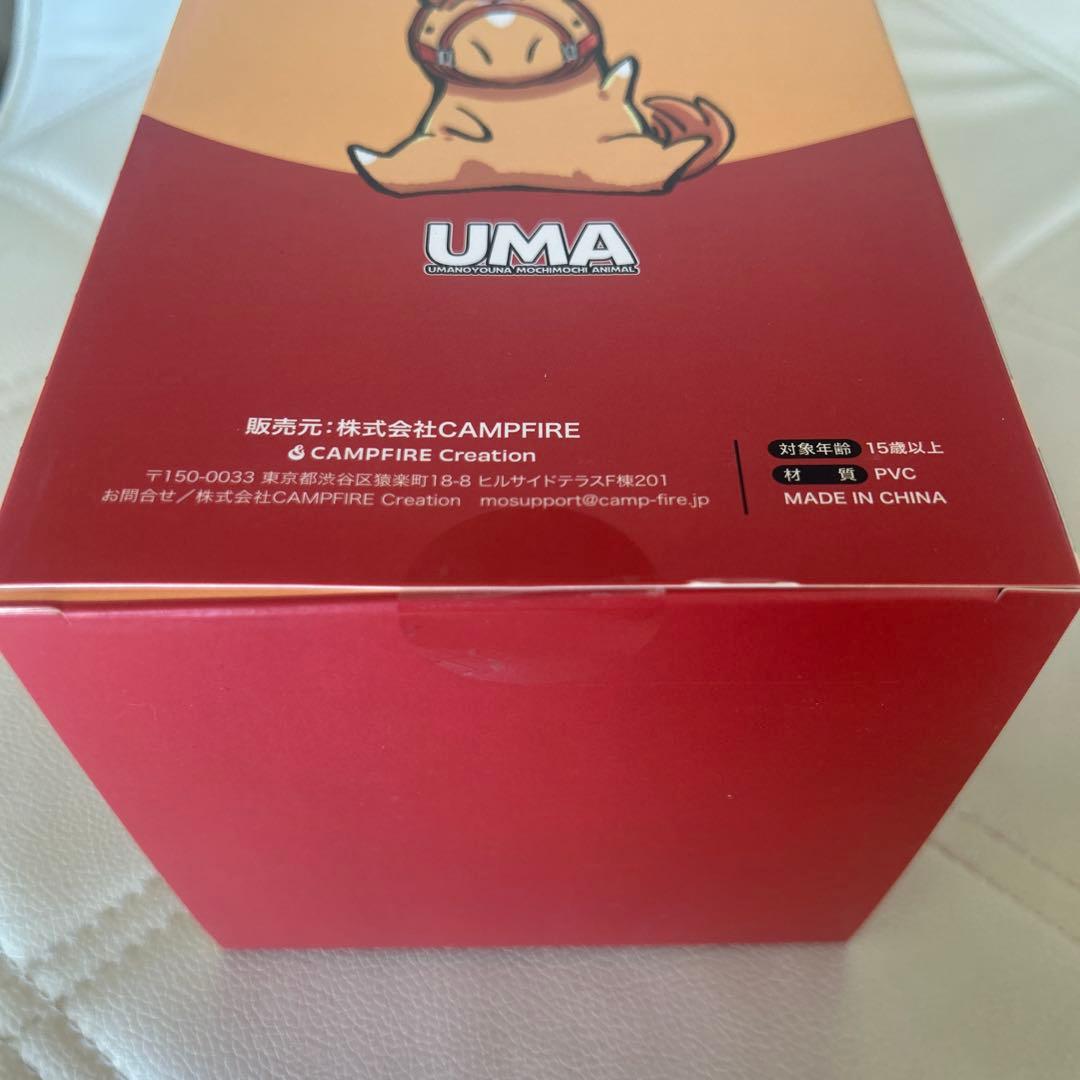 UMA
UMANOYOUNA MOCHIMOCHI ANIMAL
販売元:株式会社CAMPFIRE
CAMPFIRE Creation
〒150-0033 東京都渋谷区猿楽町18-8 ヒルサイドテラスF棟201
お問合せ/株式会社CAMPFIRE Creation mosupport@camp-fire.jp
対象年齢 15歳以上
材 質 PVC
MADE IN CHINA